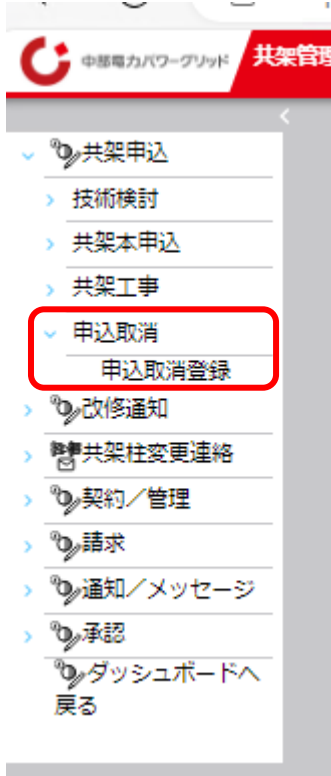 中部電力パワーグリッド
共架管理
共架申込
技術検討
共架本申込
共架工事
申込取消
申込取消登録
改修通知
共架柱変更連絡
契約／管理
請求
通知／メッセージ
承認
ダッシュボードへ
戻る